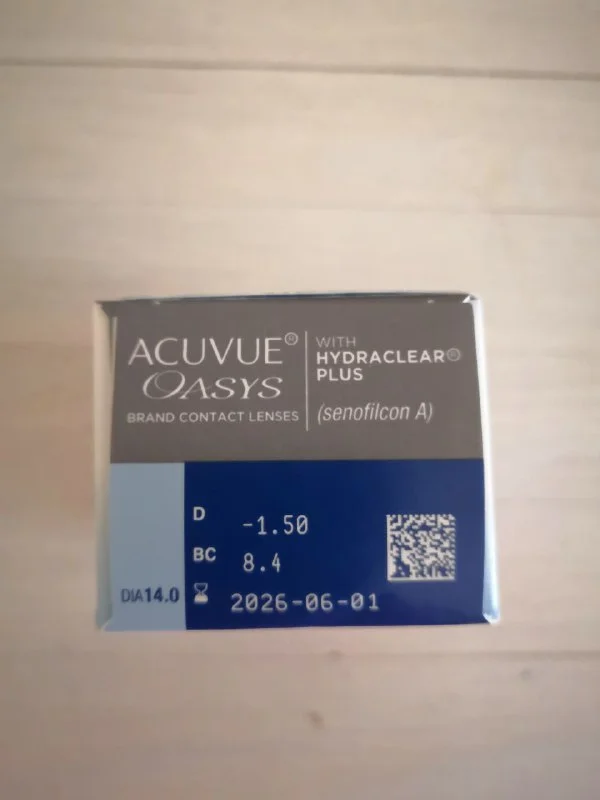 ACUVUE®
OASYS
BRAND CONTACT LENSES
WITH
HYDRACLEAR®
PLUS
(senofilcon A)
D -1.50
BC 8.4
DIA14.0
2026-06-01